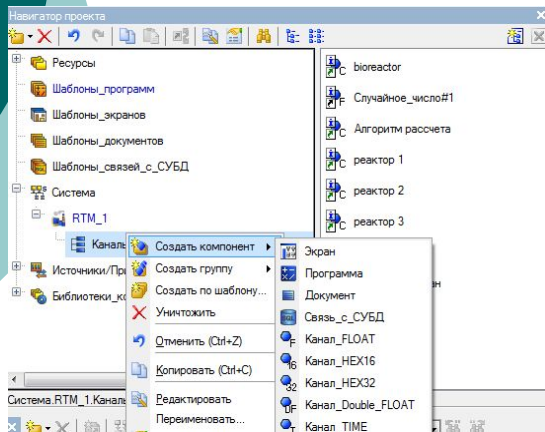 Навигатор проекта
Ресурсы
Шаблоны_программ
Шаблоны_экранов
Шаблоны_документов
Шаблоны_связей_с_СУБД
Система
RTM_1
Каналы
Источники/Пр
Библиотеки_к
bioreactor
Случайное_число#1
Алгоритм рассчета
реактор 1
реактор 2
реактор 3
Создать компонент
Создать группу
Создать по шаблону...
Уничтожить
Отменить (Ctrl+Z)
Копировать (Ctrl+C)
Редактировать
Переименовать...
Экран
Программа
Документ
Связь_с_СУБД
Канал_FLOAT
Канал_HEX16
Канал_HEX32
Канал_Double_FLOAT
Канал_TIME
Система.RTM_1.Каналы